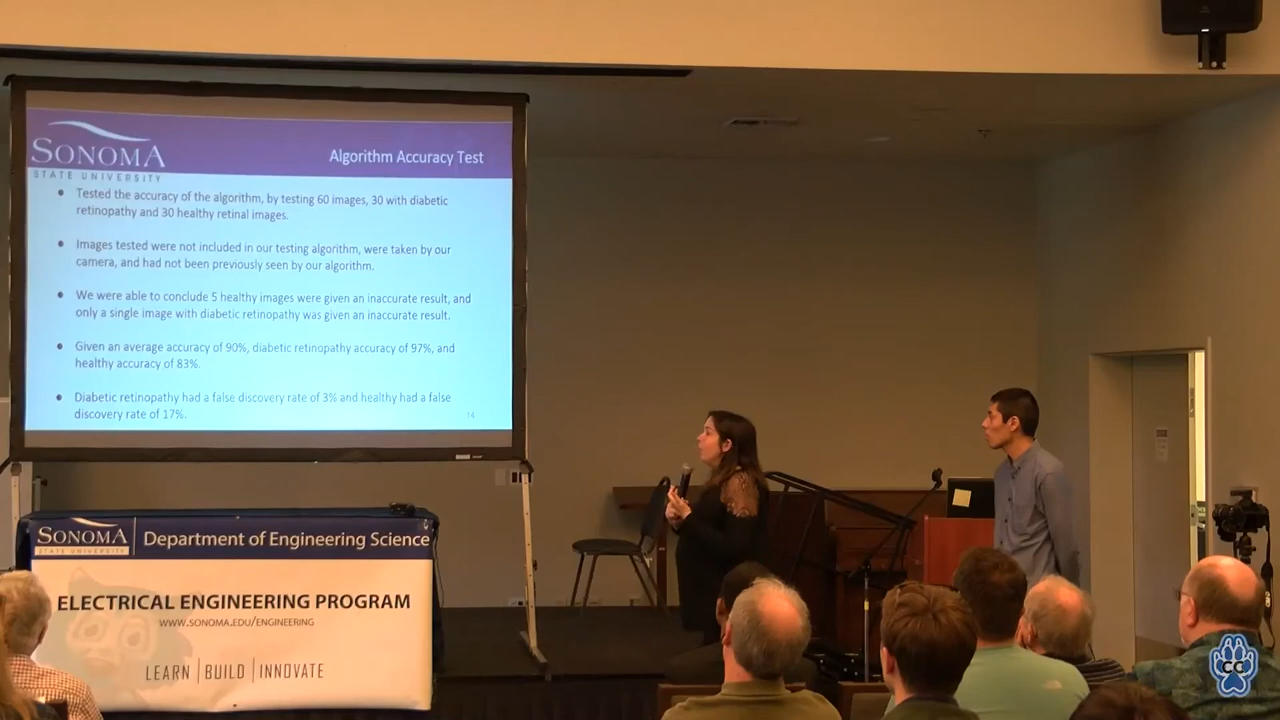 SONOMA
STATE UNIVERSITY
Algorithm Accuracy Test
Tested the accuracy of the algorithm, by testing 60 images, 30 with diabetic
retinopathy and 30 healthy retinal images.
Images tested were not included in our testing algorithm, were taken by our
camera, and had not been previously seen by our algorithm.
We were able to conclude 5 healthy images were given an inaccurate result, and
only a single image with diabetic retinopathy was given an inaccurate result.
Given an average accuracy of 90%, diabetic retinopathy accuracy of 97%, and
healthy accuracy of 83%.
Diabetic retinopathy had a false discovery rate of 3% and healthy had a false
discovery rate of 17%.
14
SONOMA
STATE UNIVERSITY
Department of Engineering Science
ELECTRICAL ENGINEERING PROGRAM
WWW.SONOMA.EDU/ENGINEERING
LEARN | BUILD | INNOVATE
CC